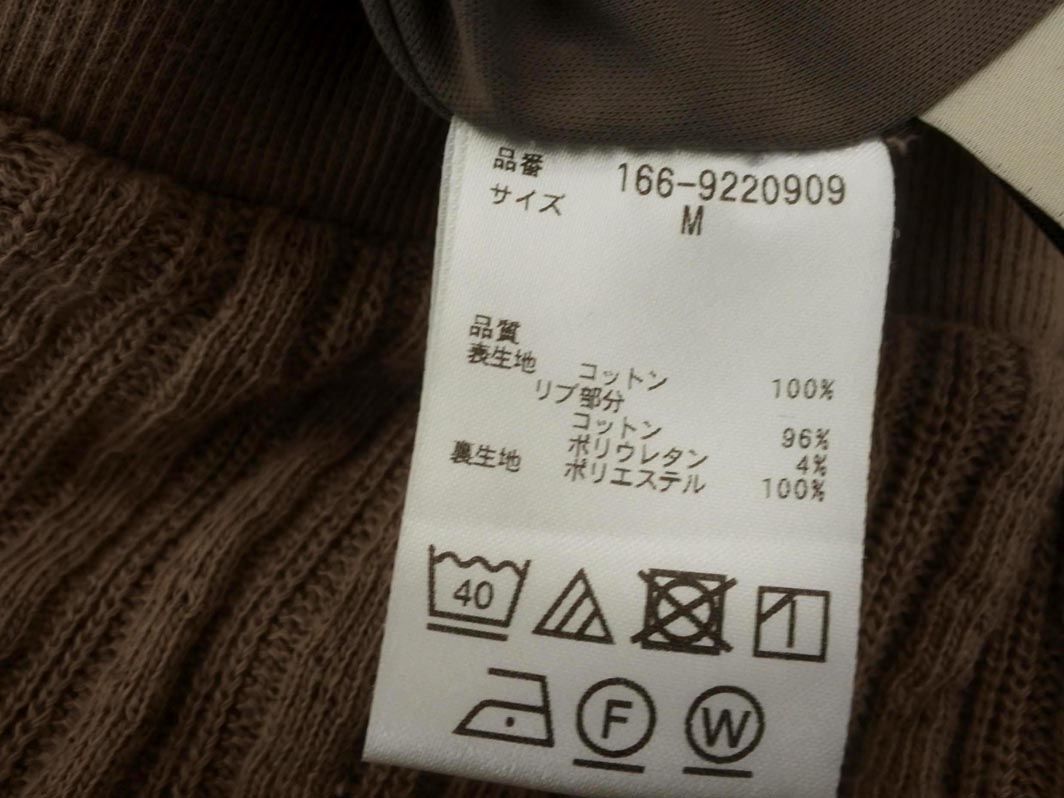 品番 166-9220909
サイズ M
品質
表生地 コットン 100%
リブ部分
コットン 96%
ポリウレタン 4%
裏生地 ポリエステル 100%
40
F W